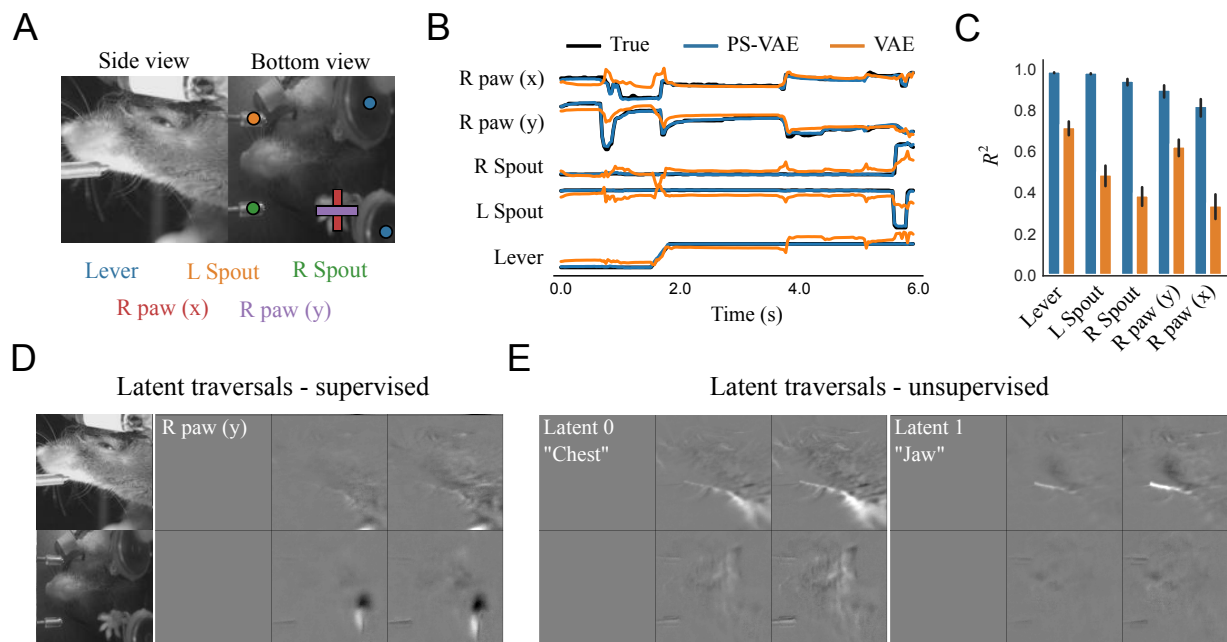 A
Side view
Bottom view
Lever
L Spout
R Spout
R paw (x)
R paw (y)
B
True
PS-VAE
VAE
R paw (x)
R paw (y)
R Spout
L Spout
Lever
0.0
2.0
4.0
6.0
Time (s)
C
R²
1.0
0.8
0.6
0.4
0.2
0.0
Lever
L Spout
R Spout
R paw (y)
R paw (x)
D
Latent traversals - supervised
R paw (y)
E
Latent traversals - unsupervised
Latent 0
"Chest"
Latent 1
"Jaw"